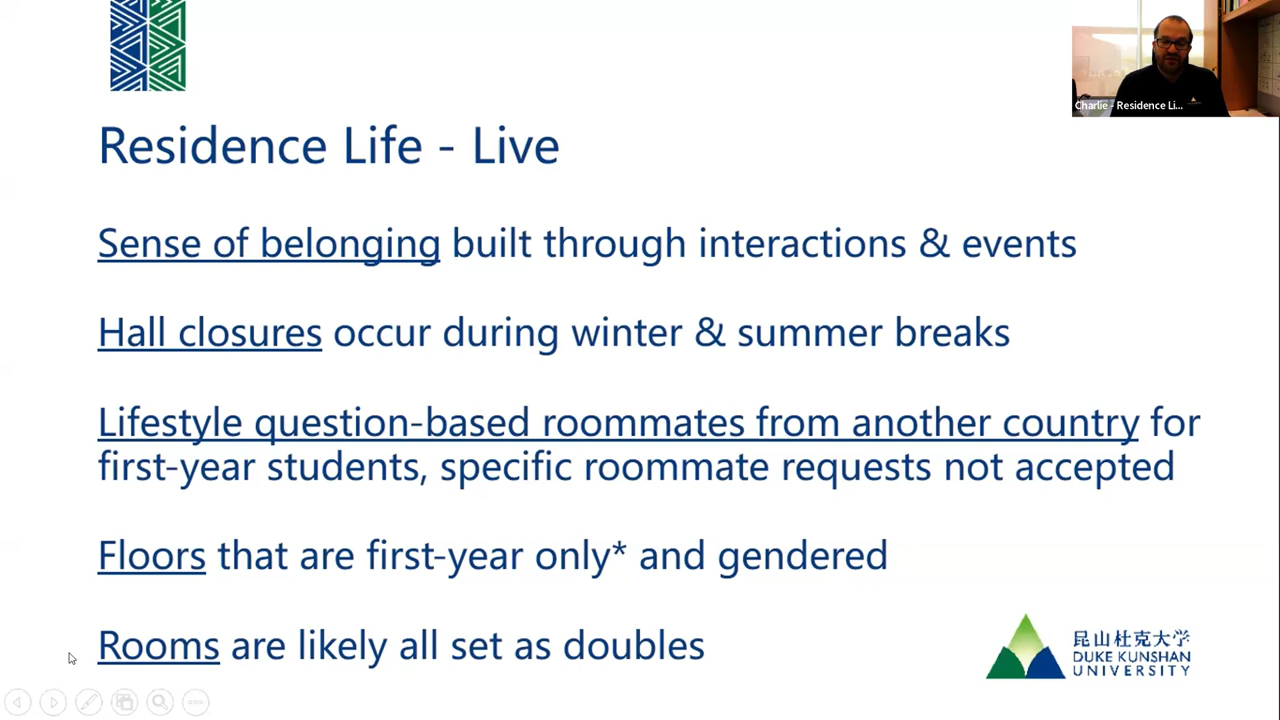 Charlie - Residence Li...
Residence Life - Live
Sense of belonging built through interactions & events
Hall closures occur during winter & summer breaks
Lifestyle question-based roommates from another country for
first-year students, specific roommate requests not accepted
Floors that are first-year only* and gendered
Rooms are likely all set as doubles
昆山杜克大学
DUKE KUNSHAN
UNIVERSITY